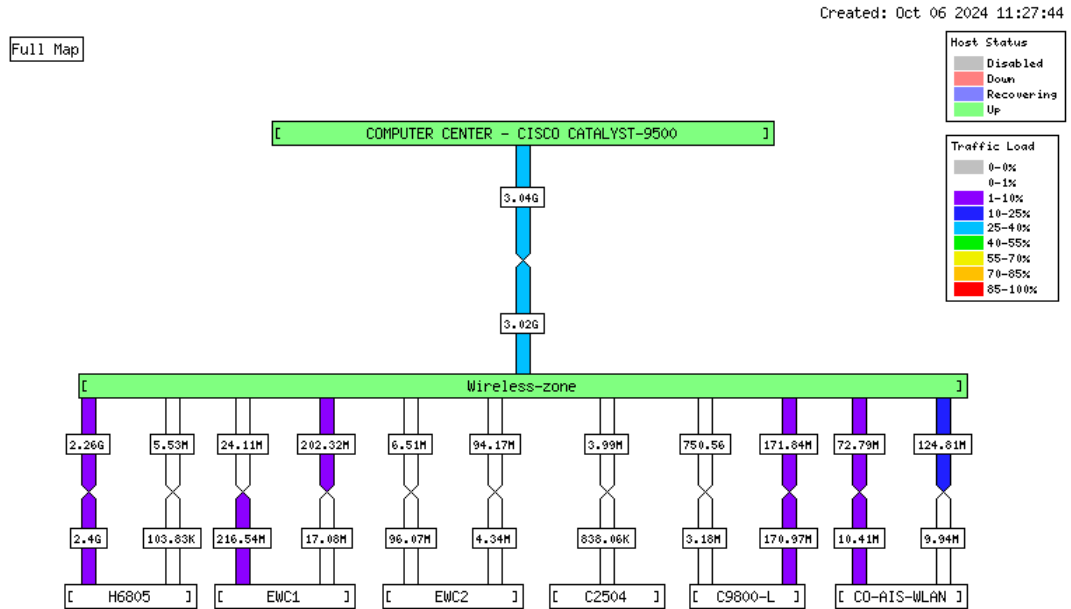 Created: Oct 06 2024 11:27:44
Full Map
Host Status
Disabled
Down
Recovering
Up
[ COMPUTER CENTER - CISCO CATALYST-9500 ]
Traffic Load
0-0%
0-1%
1-10%
10-25%
25-40%
40-55%
55-70%
70-85%
85-100%
3.04G
3.02G
[ Wireless-zone ]
2.26G 5.53M 24.11M 202.32M 6.51M 94.17M 3.99M 750.56 171.84M 72.79M 124.81M
2.4G 103.83K 216.54M 17.08M 96.07M 4.34M 838.06K 3.18M 170.97M 10.41M 9.94M
[ H6805 ] [ EWC1 ] [ EWC2 ] [ C2504 ] [ C9800-L ] [ CO-AIS-WLAN ]